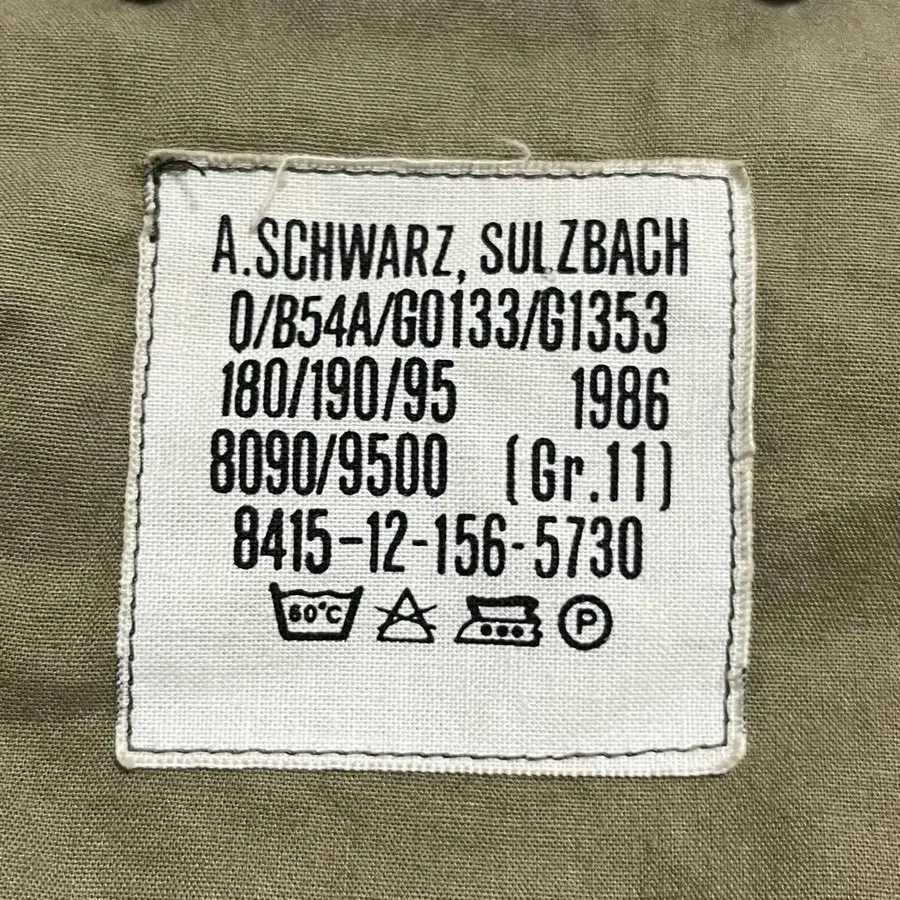 A.SCHWARZ, SULZBACH
0/B54A/G0133/G1353
180/190/95 1986
8090/9500 (Gr.11)
8415-12-156-5730
60°C P